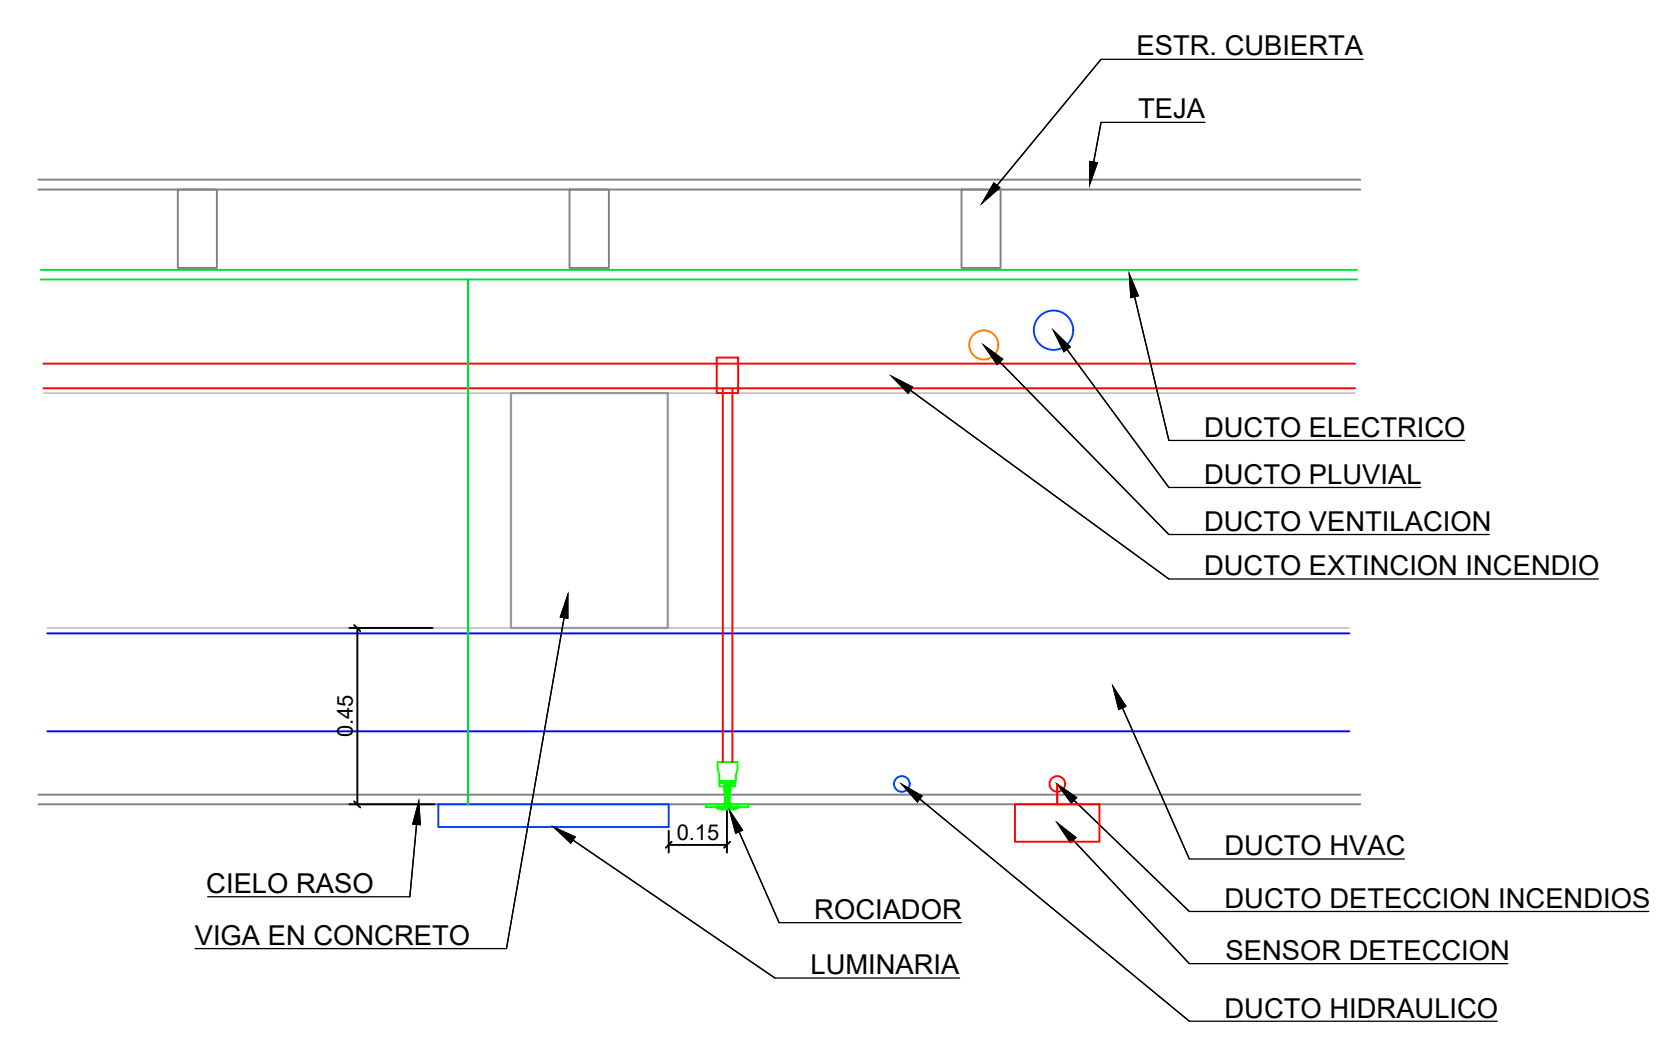 ESTR. CUBIERTA
TEJA
DUCTO ELECTRICO
DUCTO PLUVIAL
DUCTO VENTILACION
DUCTO EXTINCION INCENDIO
0.45
0.15
DUCTO HVAC
CIELO RASO
DUCTO DETECCION INCENDIOS
ROCIADOR
VIGA EN CONCRETO
SENSOR DETECCION
LUMINARIA
DUCTO HIDRAULICO